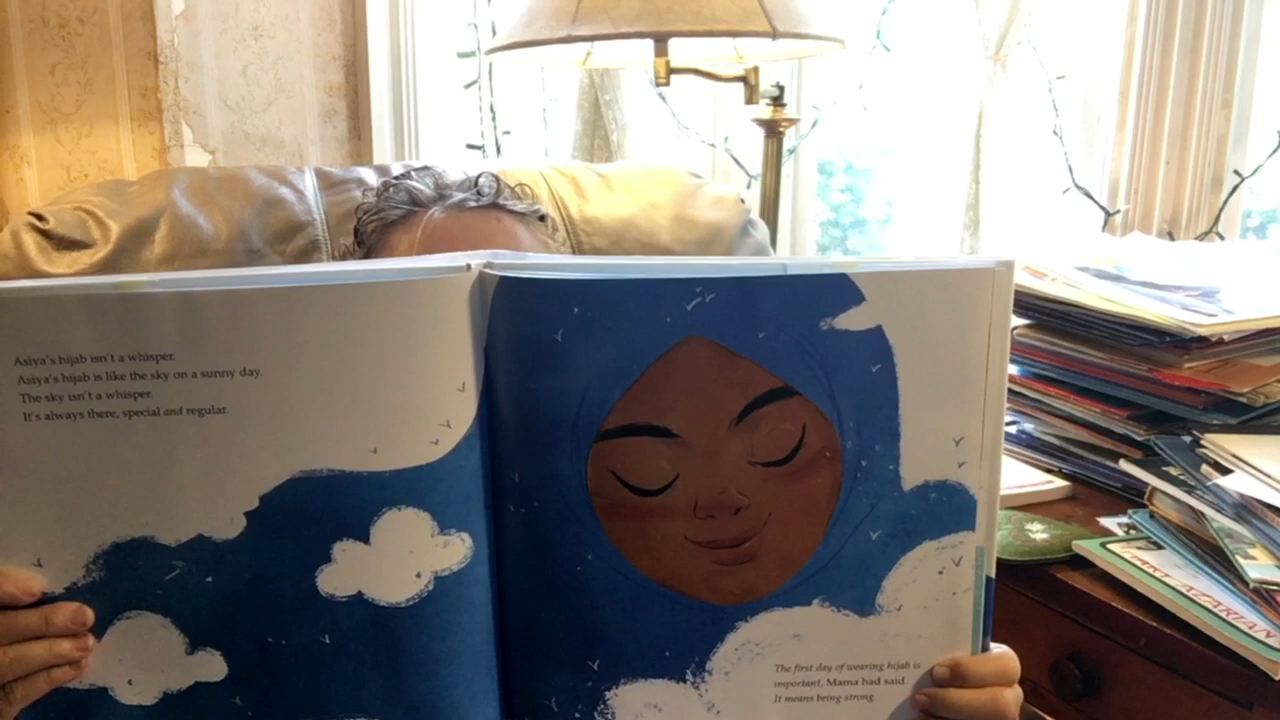 Asiya's hijab isn't a whisper.
Asiya's hijab is like the sky on a sunny day.
The sky isn't a whisper.
It's always there, special and regular.
The first day of wearing hijab is
important, Mama had said.
It means being strong.